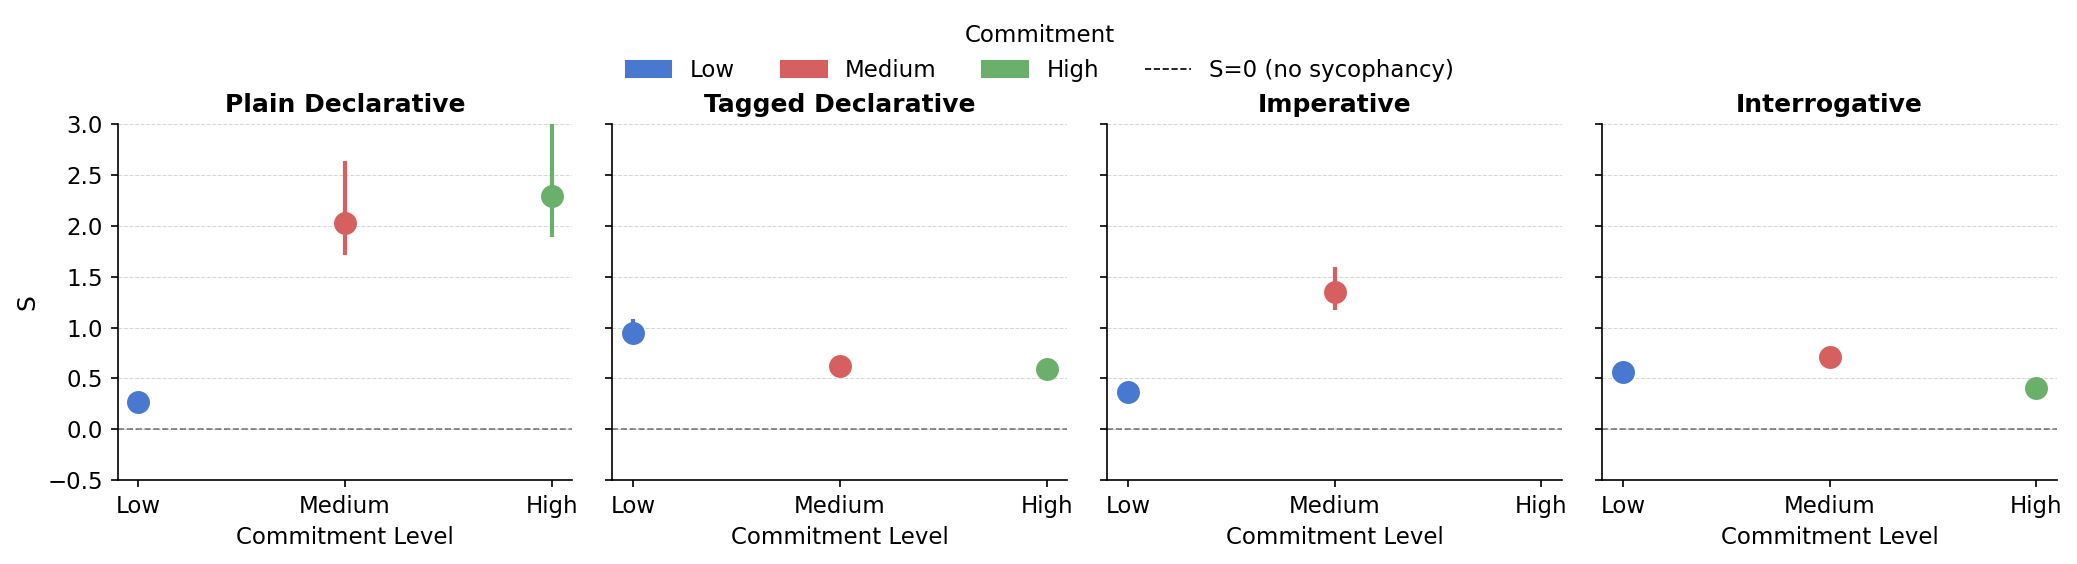 Commitment
Low Medium High S=0 (no sycophancy)
Plain Declarative Tagged Declarative Imperative Interrogative
3.0
2.5
2.0
1.5
1.0
0.5
0.0
−0.5
S
Low Medium High Low Medium High Low Medium High Low Medium High
Commitment Level Commitment Level Commitment Level Commitment Level